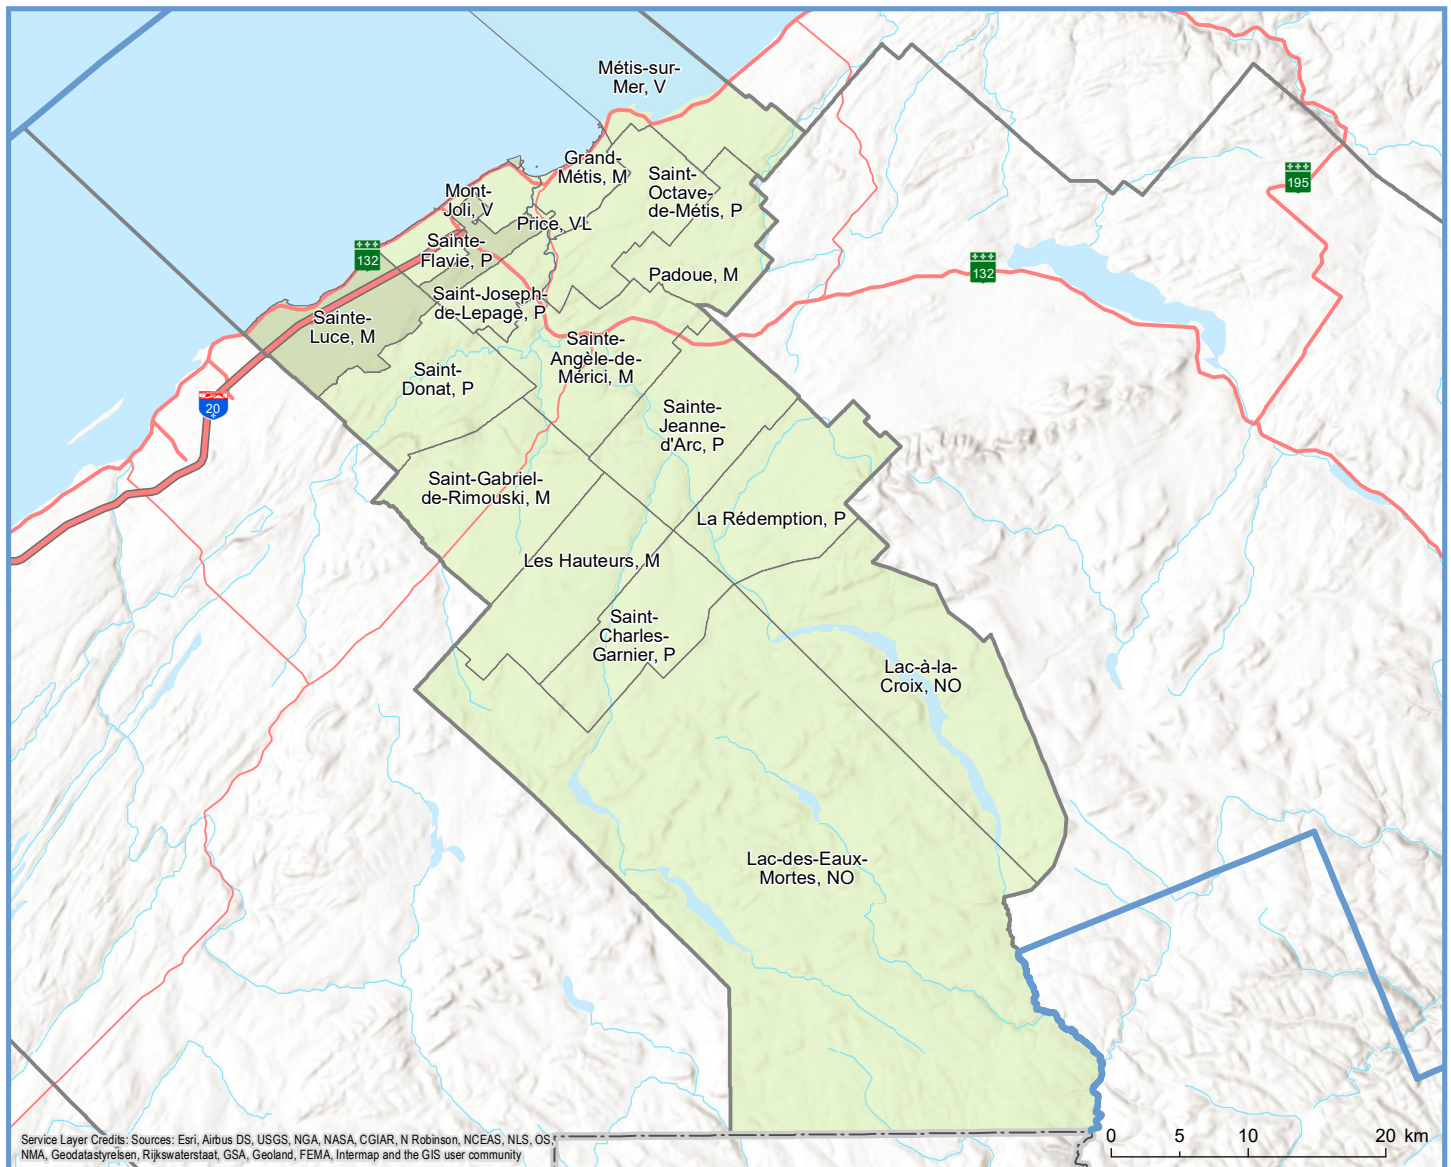 Métis-sur-
Mer, V
Grand-
Métis, M
Saint-
Octave-
de-Métis, P
195
Mont-
Joli, V
Price, VL
132
Sainte-
Flavie, P
132
Padoue, M
Saint-Joseph-
de-Lepage, P
Sainte-
Luce, M
Sainte-
Angèle-de-
Mérici, M
Saint-
Donat, P
20
Sainte-
Jeanne-
d'Arc, P
Saint-Gabriel-
de-Rimouski, M
La Rédemption, P
Les Hauteurs, M
Saint-
Charles-
Garnier, P
Lac-à-la-
Croix, NO
Lac-des-Eaux-
Mortes, NO
0 5 10 20 km
Service Layer Credits: Sources: Esri, Airbus DS, USGS, NGA, NASA, CGIAR, N Robinson, NCEAS, NLS, OS,
NMA, Geodatastyrelsen, Rijkswaterstaat, GSA, Geoland, FEMA, Intermap and the GIS user community